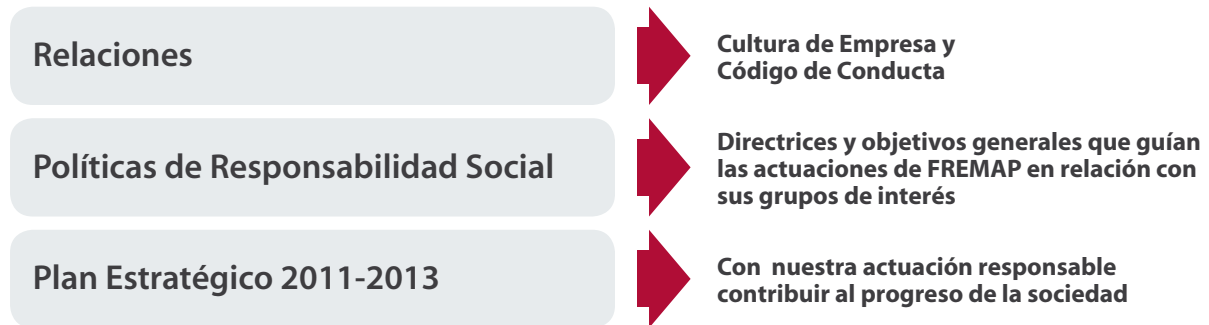 Relaciones
Cultura de Empresa y
Código de Conducta
Políticas de Responsabilidad Social
Directrices y objetivos generales que guían
las actuaciones de FREMAP en relación con
sus grupos de interés
Plan Estratégico 2011-2013
Con nuestra actuación responsable
contribuir al progreso de la sociedad